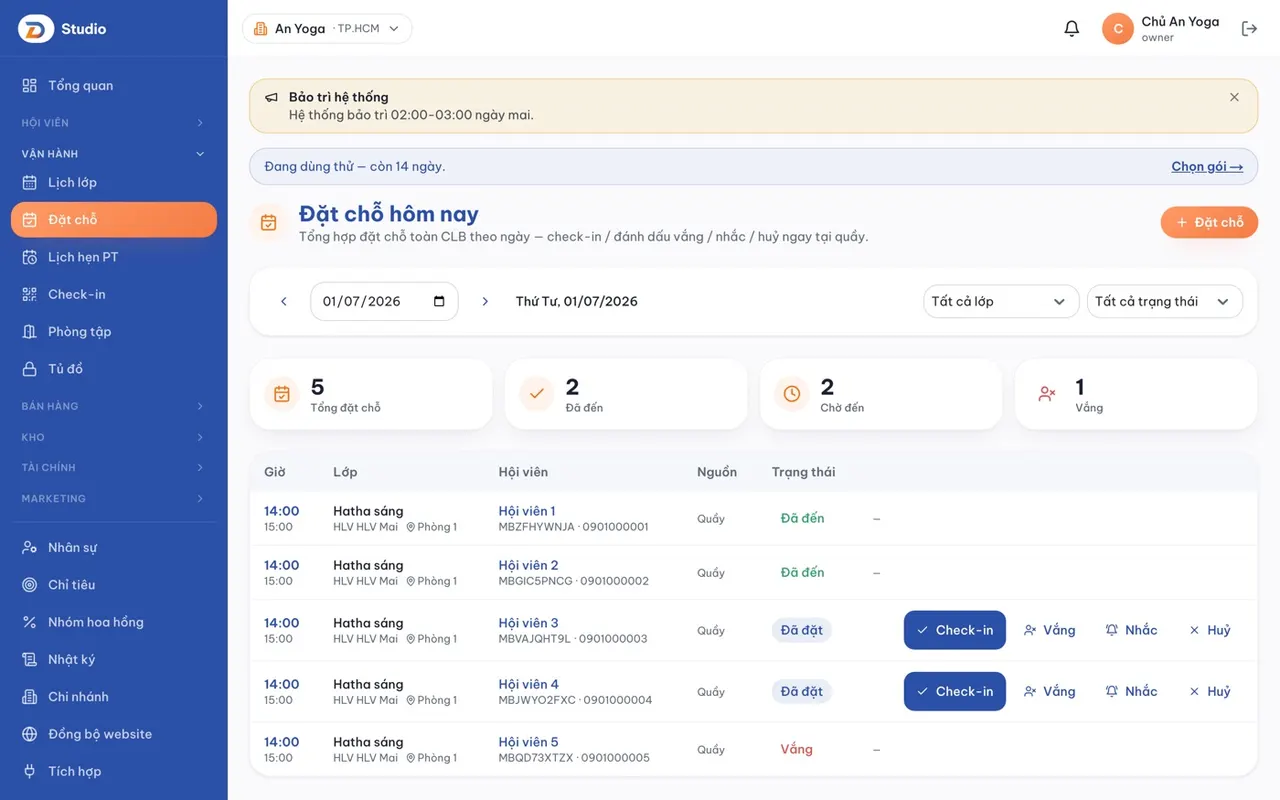 Studio
Tổng quan
HỘI VIÊN
VẬN HÀNH
Lịch lớp
Đặt chỗ
Lịch hẹn PT
Check-in
Phòng tập
Tủ đồ
BÁN HÀNG
KHO
TÀI CHÍNH
MARKETING
Nhân sự
Chỉ tiêu
Nhóm hoa hồng
Nhật ký
Chi nhánh
Đồng bộ website
Tích hợp
An Yoga · TP.HCM
C
Chủ An Yoga
owner
Bảo trì hệ thống
Hệ thống bảo trì 02:00-03:00 ngày mai.
Đang dùng thử — còn 14 ngày.
Chọn gói →
Đặt chỗ hôm nay
Tổng hợp đặt chỗ toàn CLB theo ngày — check-in / đánh dấu vắng / nhắc / huỷ ngay tại quầy.
+ Đặt chỗ
01/07/2026
Thứ Tư, 01/07/2026
Tất cả lớp
Tất cả trạng thái
5
Tổng đặt chỗ
2
Đã đến
2
Chờ đến
1
Vắng
Giờ Lớp Hội viên Nguồn Trạng thái
14:00 Hatha sáng Hội viên 1 Quầy Đã đến —
15:00 HLV HLV Mai Phòng 1 MBZFHYWNJA · 0901000001
14:00 Hatha sáng Hội viên 2 Quầy Đã đến —
15:00 HLV HLV Mai Phòng 1 MBGIC5PNCG · 0901000002
14:00 Hatha sáng Hội viên 3 Quầy Đã đặt Check-in Vắng Nhắc Huỷ
15:00 HLV HLV Mai Phòng 1 MBVAJQHT9L · 0901000003
14:00 Hatha sáng Hội viên 4 Quầy Đã đặt Check-in Vắng Nhắc Huỷ
15:00 HLV HLV Mai Phòng 1 MBJWYO2FXC · 0901000004
14:00 Hatha sáng Hội viên 5 Quầy Vắng —
15:00 HLV HLV Mai Phòng 1 MBQD73XTZX · 0901000005